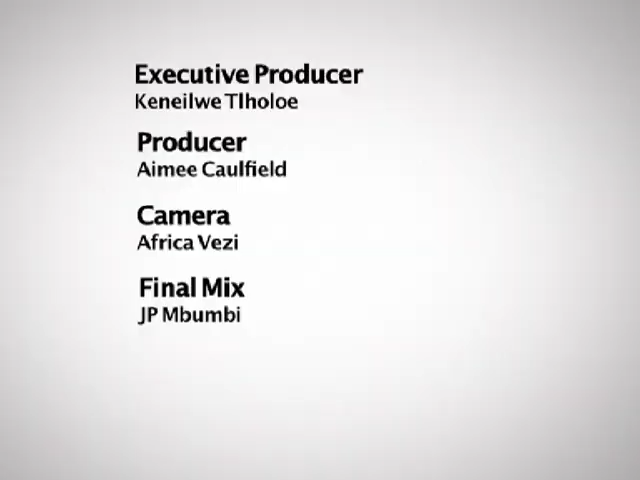 Executive Producer
Keneilwe Tlholoe
Producer
Aimee Caulfield
Camera
Africa Vezi
Final Mix
JP Mbumbi